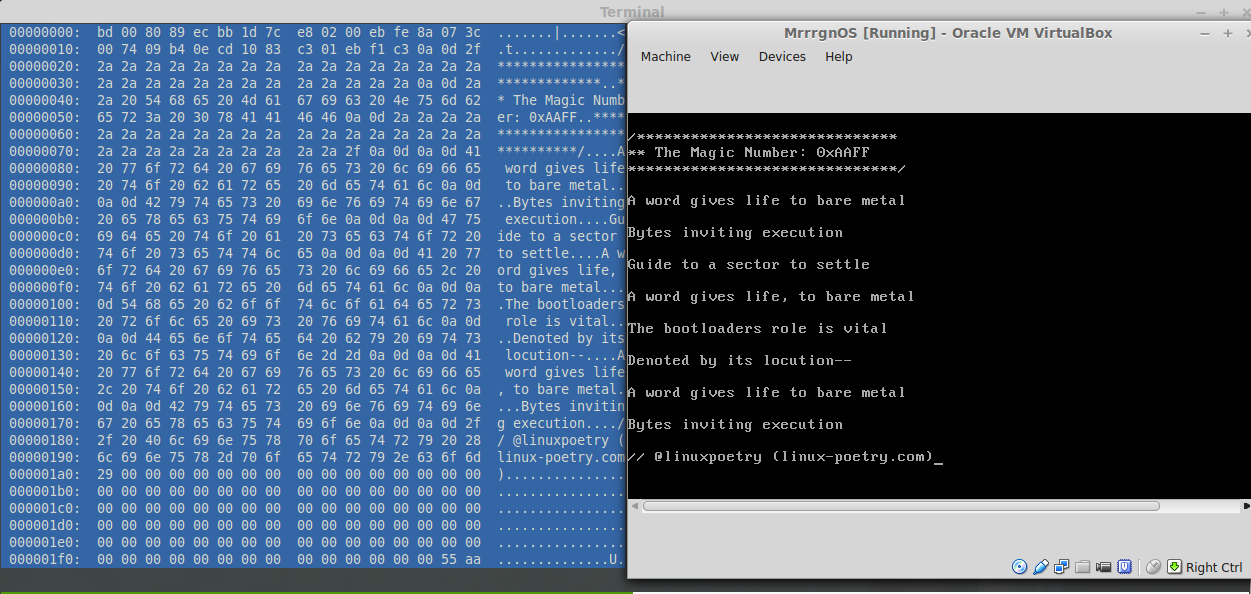 Terminal
00000000: bd 00 80 89 ec bb 1d 7c e8 02 00 eb fe 8a 07 3c .......|.......<
00000010: 00 74 09 b4 0e cd 10 83 c3 01 eb f1 c3 0a 0d 2f .t............./
00000020: 2a 2a 2a 2a 2a 2a 2a 2a 2a 2a 2a 2a 2a 2a 2a 2a ****************
00000030: 2a 2a 2a 2a 2a 2a 2a 2a 2a 2a 2a 2a 2a 0a 0d 2a *************..*
00000040: 2a 20 54 68 65 20 4d 61 67 69 63 20 4e 75 6d 62 * The Magic Numb
00000050: 65 72 3a 20 30 78 41 41 46 46 0a 0d 2a 2a 2a 2a er: 0xAAFF..****
00000060: 2a 2a 2a 2a 2a 2a 2a 2a 2a 2a 2a 2a 2a 2a 2a 2a ****************
00000070: 2a 2a 2a 2a 2a 2a 2a 2a 2a 2a 2f 0a 0d 0a 0d 41 **********/....A
00000080: 20 77 6f 72 64 20 67 69 76 65 73 20 6c 69 66 65 word gives life
00000090: 20 74 6f 20 62 61 72 65 20 6d 65 74 61 6c 0a 0d to bare metal..
000000a0: 0a 0d 42 79 74 65 73 20 69 6e 76 69 74 69 6e 67 ..Bytes inviting
000000b0: 20 65 78 65 63 75 74 69 6f 6e 0a 0d 0a 0d 47 75 execution....Gu
000000c0: 69 64 65 20 74 6f 20 61 20 73 65 63 74 6f 72 20 ide to a sector
000000d0: 74 6f 20 73 65 74 74 6c 65 0a 0d 0a 0d 41 20 77 to settle....A w
000000e0: 6f 72 64 20 67 69 76 65 73 20 6c 69 66 65 2c 20 ord gives life,
000000f0: 74 6f 20 62 61 72 65 20 6d 65 74 61 6c 0a 0d 0a to bare metal...
00000100: 0d 54 68 65 20 62 6f 6f 74 6c 6f 61 64 65 72 73 .The bootloaders
00000110: 20 72 6f 6c 65 20 69 73 20 76 69 74 61 6c 0a 0d role is vital..
00000120: 0a 0d 44 65 6e 6f 74 65 64 20 62 79 20 69 74 73 ..Denoted by its
00000130: 20 6c 6f 63 75 74 69 6f 6e 2d 2d 0a 0d 0a 0d 41 locution--....A
00000140: 20 77 6f 72 64 20 67 69 76 65 73 20 6c 69 66 65 word gives life
00000150: 2c 20 74 6f 20 62 61 72 65 20 6d 65 74 61 6c 0a , to bare metal.
00000160: 0d 0a 0d 42 79 74 65 73 20 69 6e 76 69 74 69 6e ...Bytes invitin
00000170: 67 20 65 78 65 63 75 74 69 6f 6e 0a 0d 0a 0d 2f g execution..../
00000180: 2f 20 40 6c 69 6e 75 78 70 6f 65 74 72 79 20 28 / @linuxpoetry (
00000190: 6c 69 6e 75 78 2d 70 6f 65 74 72 79 2e 63 6f 6d linux-poetry.com
000001a0: 29 00 00 00 00 00 00 00 00 00 00 00 00 00 00 00 )...............
000001b0: 00 00 00 00 00 00 00 00 00 00 00 00 00 00 00 00 ................
000001c0: 00 00 00 00 00 00 00 00 00 00 00 00 00 00 00 00 ................
000001d0: 00 00 00 00 00 00 00 00 00 00 00 00 00 00 00 00 ................
000001e0: 00 00 00 00 00 00 00 00 00 00 00 00 00 00 00 00 ................
000001f0: 00 00 00 00 00 00 00 00 00 00 00 00 00 00 55 aa ..............U.
MrrrgnOS [Running] - Oracle VM VirtualBox
Machine View Devices Help
/*****************************
** The Magic Number: 0xAAFF
******************************/
A word gives life to bare metal
Bytes inviting execution
Guide to a sector to settle
A word gives life, to bare metal
The bootloaders role is vital
Denoted by its locution--
A word gives life to bare metal
Bytes inviting execution
// @linuxpoetry (linux-poetry.com)_
Right Ctrl